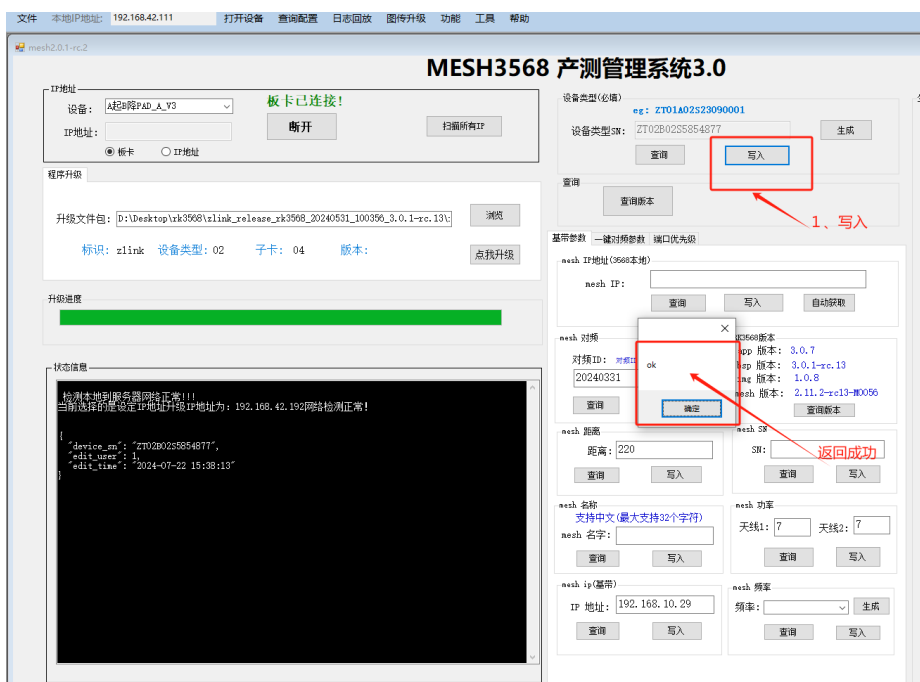 文件 本地IP地址: 192.168.42.111 打开设备 查询配置 日志回放 图传升级 功能 工具 帮助
mesh2.0.1-rc.2
MESH3568 产测管理系统3.0
IP地址
设备: A起B降PAD_A_V3
板卡已连接!
IP地址:
断开
扫描所有IP
板卡 IP地址
程序升级
升级文件包: D:\Desktop\rk3568\zlink_release_rk3568_20240531_100356_3.0.1-rc.13\: 浏览
标识: zlink 设备类型: 02 子卡: 04 版本: 点我升级
升级进度
状态信息
检测本地到服务器网络正常!!!
当前选择的是设定IP地址升级IP地址为: 192.168.42.192网络检测正常!
{
"device_sn": "ZT02B02S5854877",
"edit_user": 1,
"edit_time": "2024-07-22 15:38:13"
}
设备类型(必填)
eg: ZT01A02S23090001
设备类型SN: ZT02B02S5854877 生成
查询 写入
1、写入
查询
查询版本
基带参数 一键对频参数 端口优先级
mesh IP地址(3568本地)
mesh IP:
查询 写入 自动获取
mesh 对频
对频ID: 对频ID
20240331
查询
ok
确定
返回成功
RK3568版本
app 版本: 3.0.7
bsp 版本: 3.0.1-rc.13
img 版本: 1.0.8
mesh 版本: 2.11.2-rc13-M0056
查询版本
mesh 距离
距离: 220
查询 写入
mesh SN
SN:
查询 写入
mesh 名称
支持中文(最大支持32个字符)
mesh 名字:
查询 写入
mesh 功率
天线1: 7 天线2: 7
查询 写入
mesh ip(基带)
IP 地址: 192.168.10.29
查询 写入
mesh 频率
频率: 生成
查询 写入